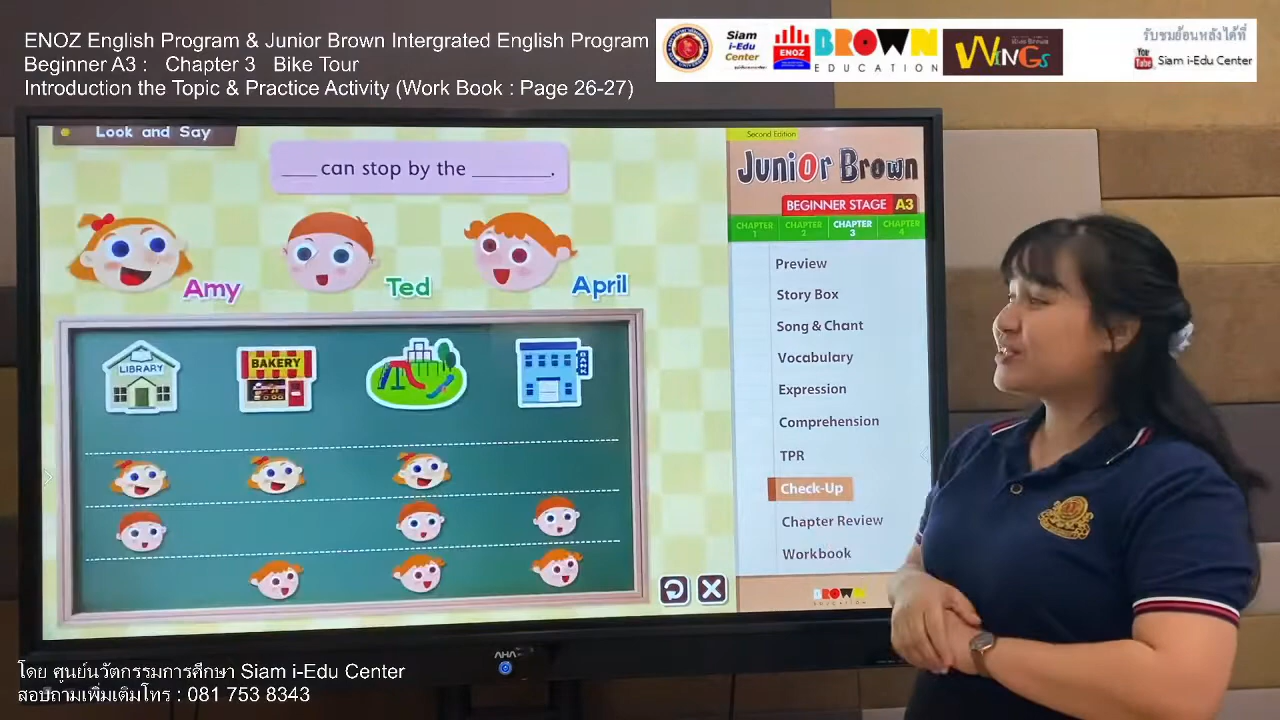 ENOZ English Program & Junior Brown Intergrated English Program
Beginner A3 : Chapter 3 Bike Tour
Introduction the Topic & Practice Activity (Work Book : Page 26-27)
Siam
i-Edu
Center
ENOZ
BROWN
EDUCATION
WINGS
รับชมย้อนหลังได้ที่
You Tube Siam i-Edu Center
Look and Say
____ can stop by the ________.
Amy
Ted
April
LIBRARY
BAKERY
BANK
Second Edition
Junior Brown
BEGINNER STAGE A3
CHAPTER 1
CHAPTER 2
CHAPTER 3
CHAPTER 4
Preview
Story Box
Song & Chant
Vocabulary
Expression
Comprehension
TPR
Check-Up
Chapter Review
Workbook
BROWN
AHA
โดย ศูนย์นวัตกรรมการศึกษา Siam i-Edu Center
สอบถามเพิ่มเติมโทร : 081 753 8343